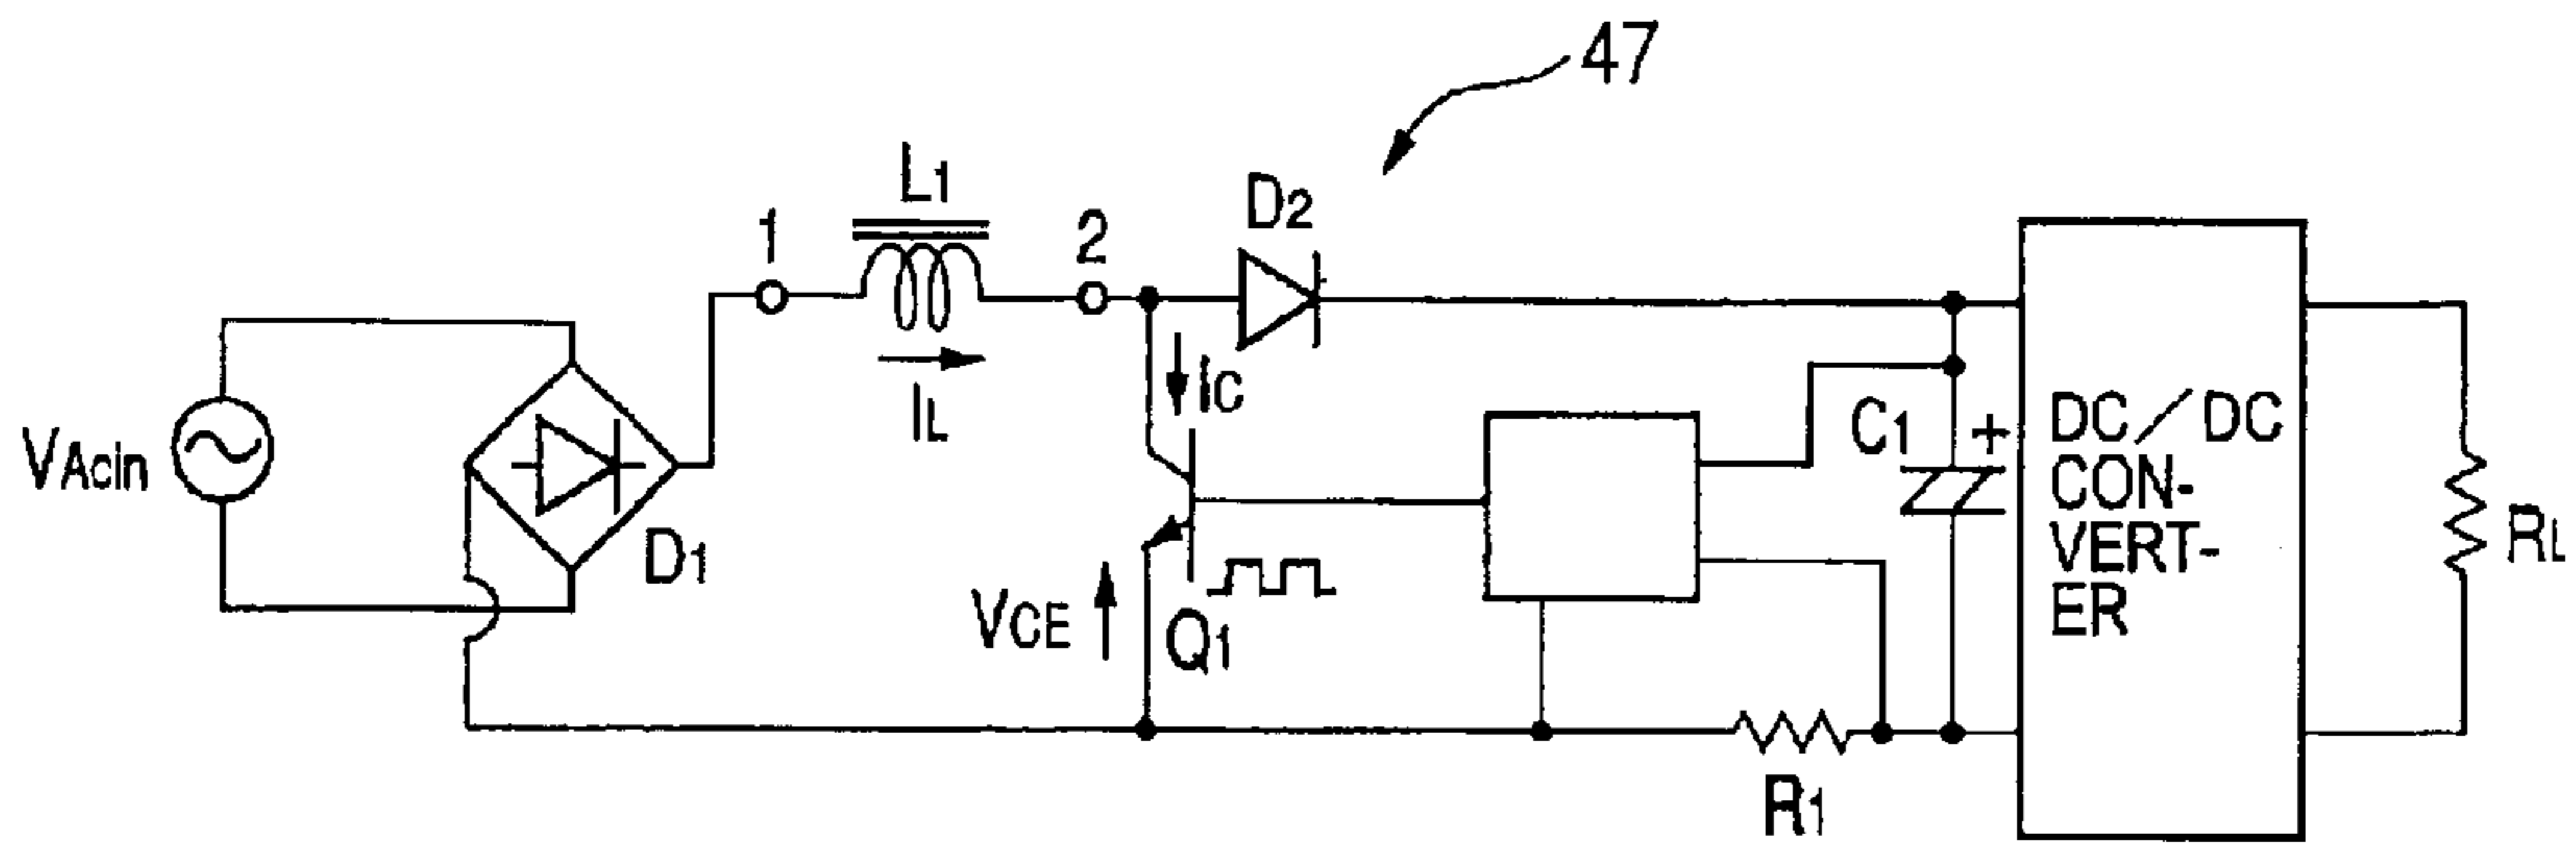 47
L1
D2
1
2
IL
IC
VACin
D1
VCE
Q1
C1 +
DC/DC
CON-
VERT-
ER
RL
R1